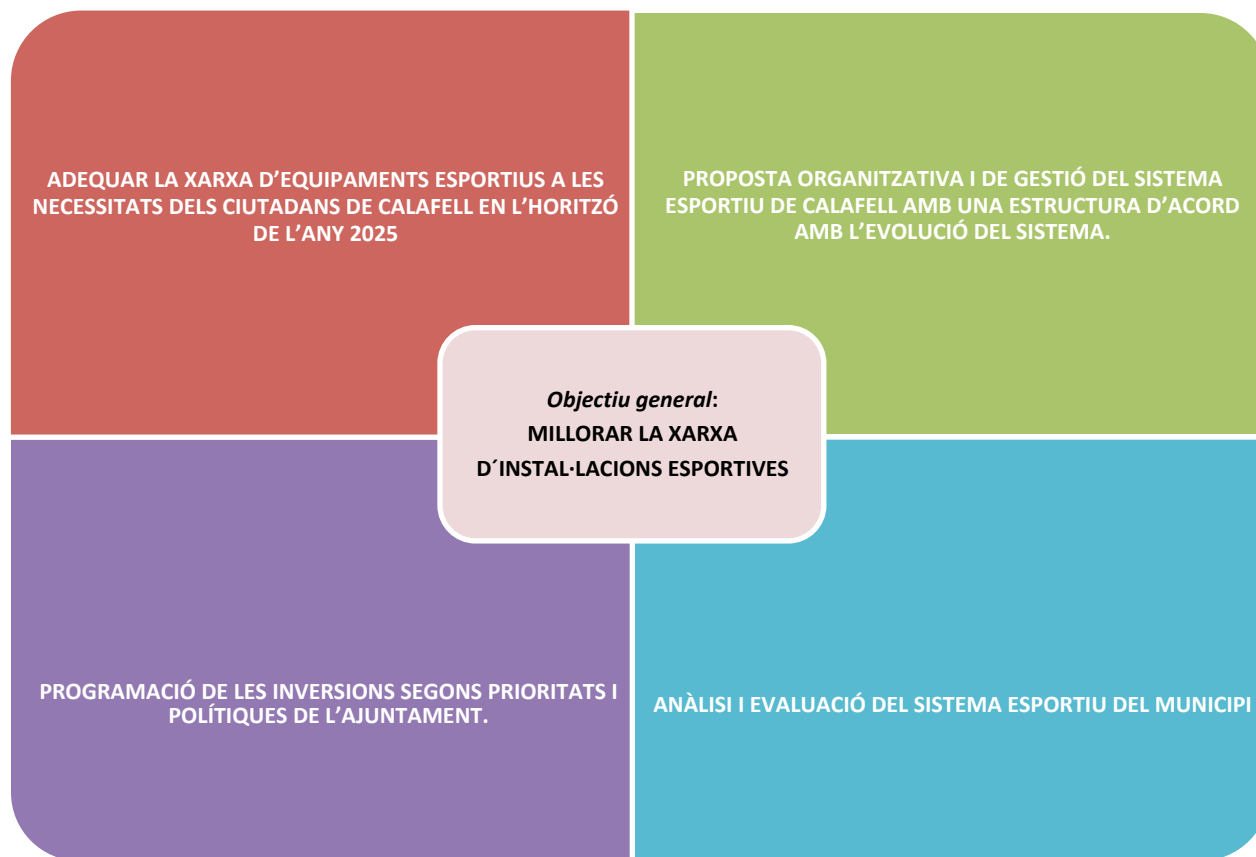 ADEQUAR LA XARXA D'EQUIPAMENTS ESPORTIUS A LES
NECESSITATS DELS CIUTADANS DE CALAFELL EN L'HORITZÓ
DE L'ANY 2025
PROPOSTA ORGANITZATIVA I DE GESTIÓ DEL SISTEMA
ESPORTIU DE CALAFELL AMB UNA ESTRUCTURA D'ACORD
AMB L'EVOLUCIÓ DEL SISTEMA.
Objectiu general:
MILLORAR LA XARXA
D´INSTAL·LACIONS ESPORTIVES
PROGRAMACIÓ DE LES INVERSIONS SEGONS PRIORITATS I
POLÍTIQUES DE L'AJUNTAMENT.
ANÀLISI I EVALUACIÓ DEL SISTEMA ESPORTIU DEL MUNICIPI